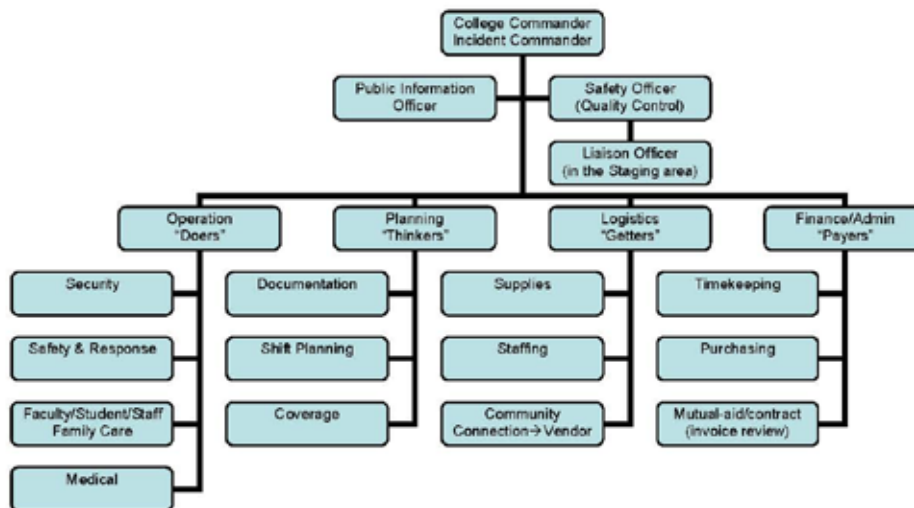 College Commander
Incident Commander
Public Information
Officer
Safety Officer
(Quality Control)
Liaison Officer
(in the Staging area)
Operation
"Doers"
Planning
"Thinkers"
Logistics
"Getters"
Finance/Admin
"Payers"
Security
Documentation
Supplies
Timekeeping
Safety & Response
Shift Planning
Staffing
Purchasing
Faculty/Student/Staff
Family Care
Coverage
Community
Connection→Vendor
Mutual-aid/contract
(invoice review)
Medical